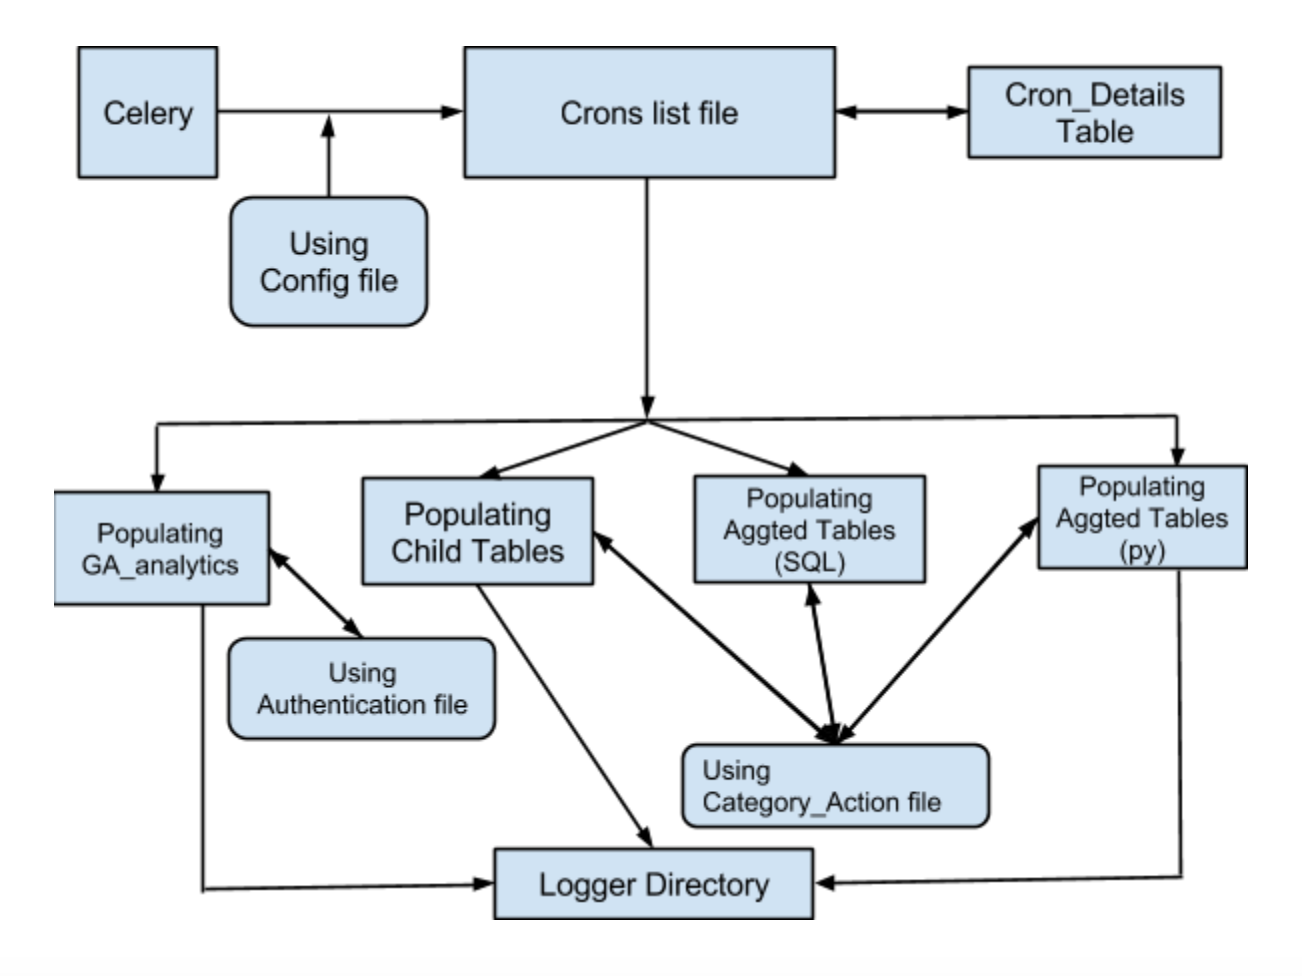 Celery
Crons list file
Cron_Details
Table
Using
Config file
Populating
GA_analytics
Populating
Child Tables
Populating
Aggted Tables
(SQL)
Populating
Aggted Tables
(py)
Using
Authentication file
Using
Category_Action file
Logger Directory